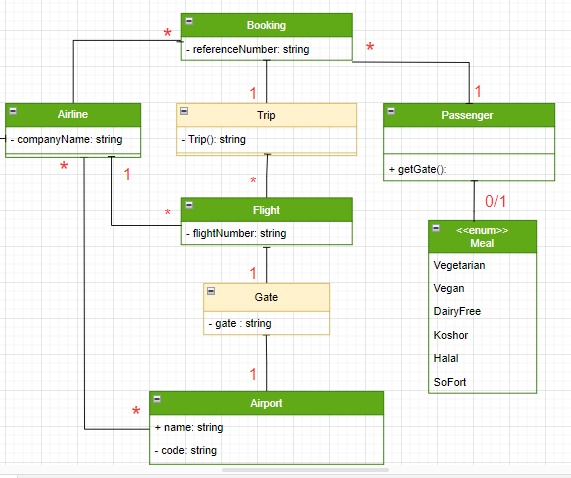 Booking
- referenceNumber: string
*
*
1
1
Airline
- companyName: string
Trip
- Trip(): string
Passenger
+ getGate():
*
1
*
*
0/1
Flight
- flightNumber: string
<<enum>>
Meal
Vegetarian
Vegan
DairyFree
Koshor
Halal
SoFort
1
Gate
- gate : string
1
*
Airport
+ name: string
- code: string